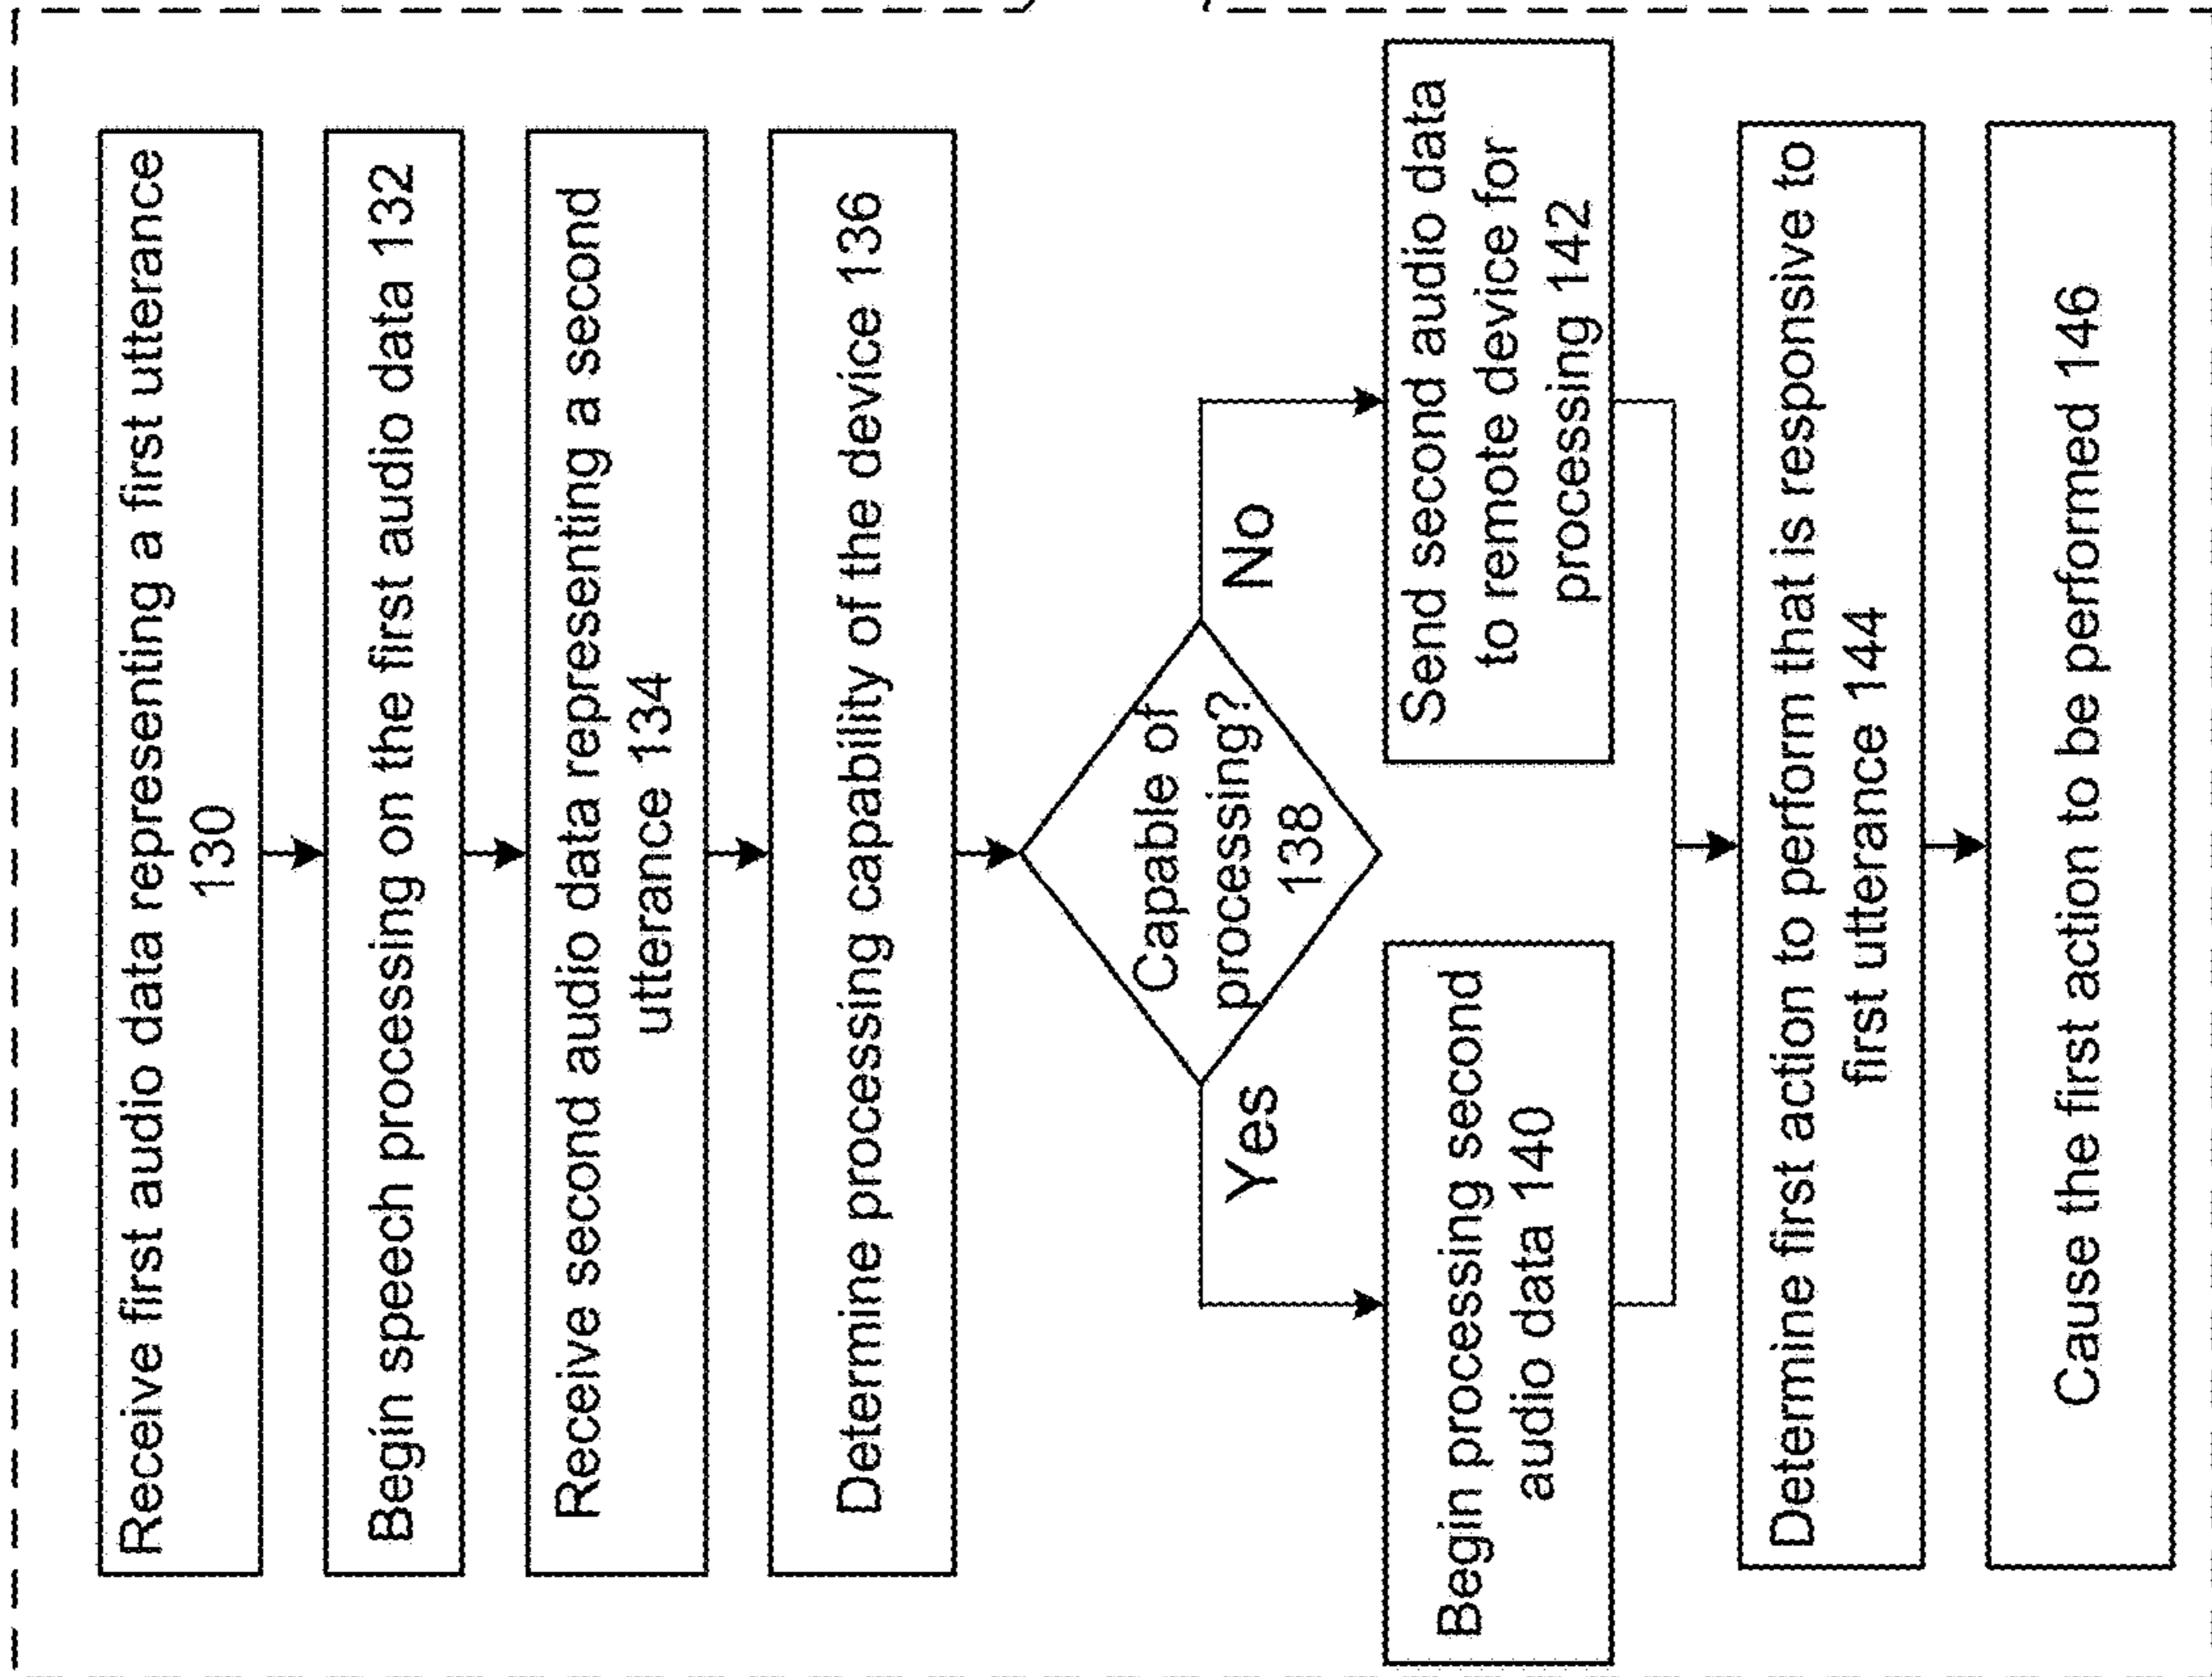 Receive first audio data representing a first utterance
130
Begin speech processing on the first audio data 132
Receive second audio data representing a second
utterance 134
Determine processing capability of the device 136
Capable of
processing?
138
Yes
No
Begin processing second
audio data 140
Send second audio data
to remote device for
processing 142
Determine first action to perform that is responsive to
first utterance 144
Cause the first action to be performed 146